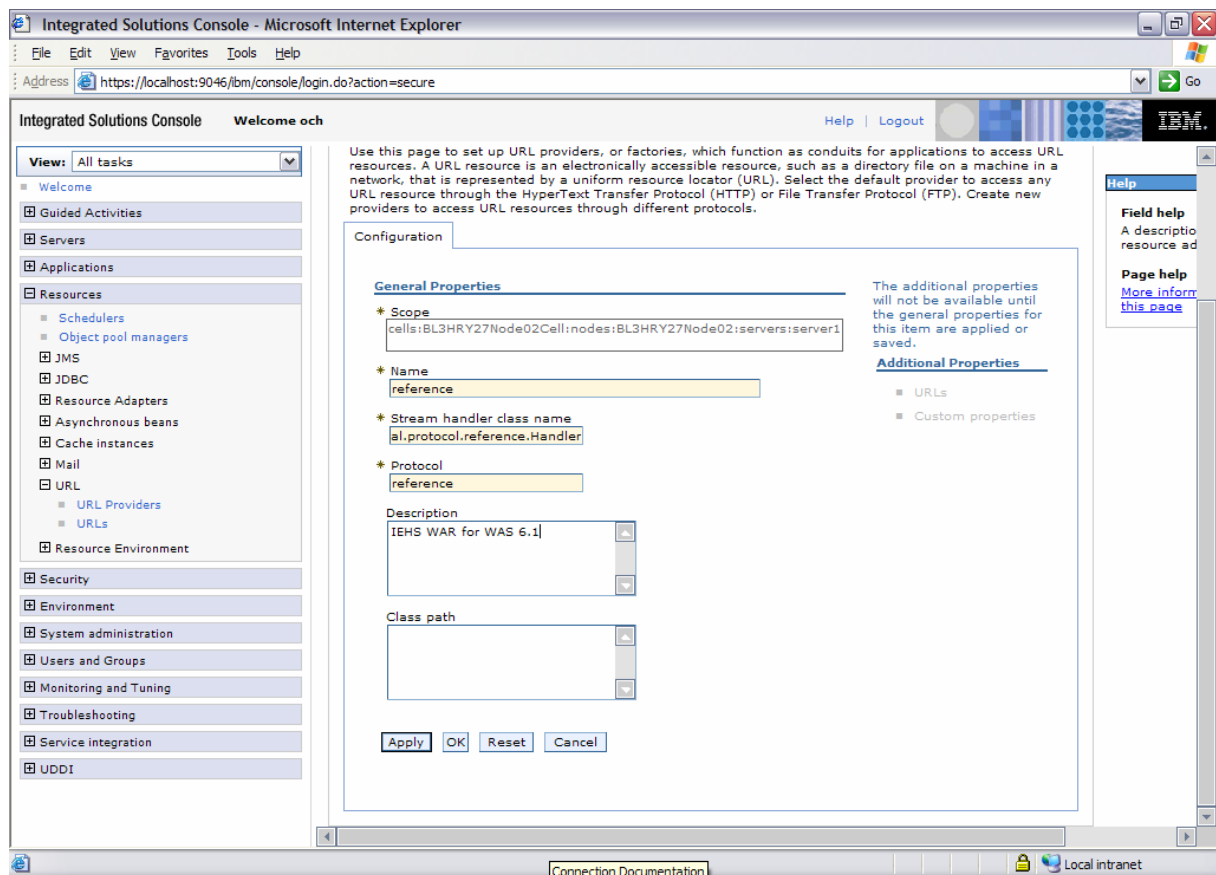 Integrated Solutions Console - Microsoft Internet Explorer
File Edit View Favorites Tools Help
Address https://localhost:9046/ibm/console/login.do?action=secure Go
Integrated Solutions Console Welcome och Help | Logout IBM.
View: All tasks
Welcome
Guided Activities
Servers
Applications
Resources
Schedulers
Object pool managers
JMS
JDBC
Resource Adapters
Asynchronous beans
Cache instances
Mail
URL
URL Providers
URLs
Resource Environment
Security
Environment
System administration
Users and Groups
Monitoring and Tuning
Troubleshooting
Service integration
UDDI
Use this page to set up URL providers, or factories, which function as conduits for applications to access URL
resources. A URL resource is an electronically accessible resource, such as a directory file on a machine in a
network, that is represented by a uniform resource locator (URL). Select the default provider to access any
URL resource through the HyperText Transfer Protocol (HTTP) or File Transfer Protocol (FTP). Create new
providers to access URL resources through different protocols.
Configuration
General Properties
* Scope
cells:BL3HRY27Node02Cell:nodes:BL3HRY27Node02:servers:server1
* Name
reference
* Stream handler class name
al.protocol.reference.Handler
* Protocol
reference
Description
IEHS WAR for WAS 6.1
Class path
Apply OK Reset Cancel
The additional properties
will not be available until
the general properties for
this item are applied or
saved.
Additional Properties
URLs
Custom properties
Help
Field help
A descriptio
resource ad
Page help
More inform
this page
Connection Documentation
Local intranet